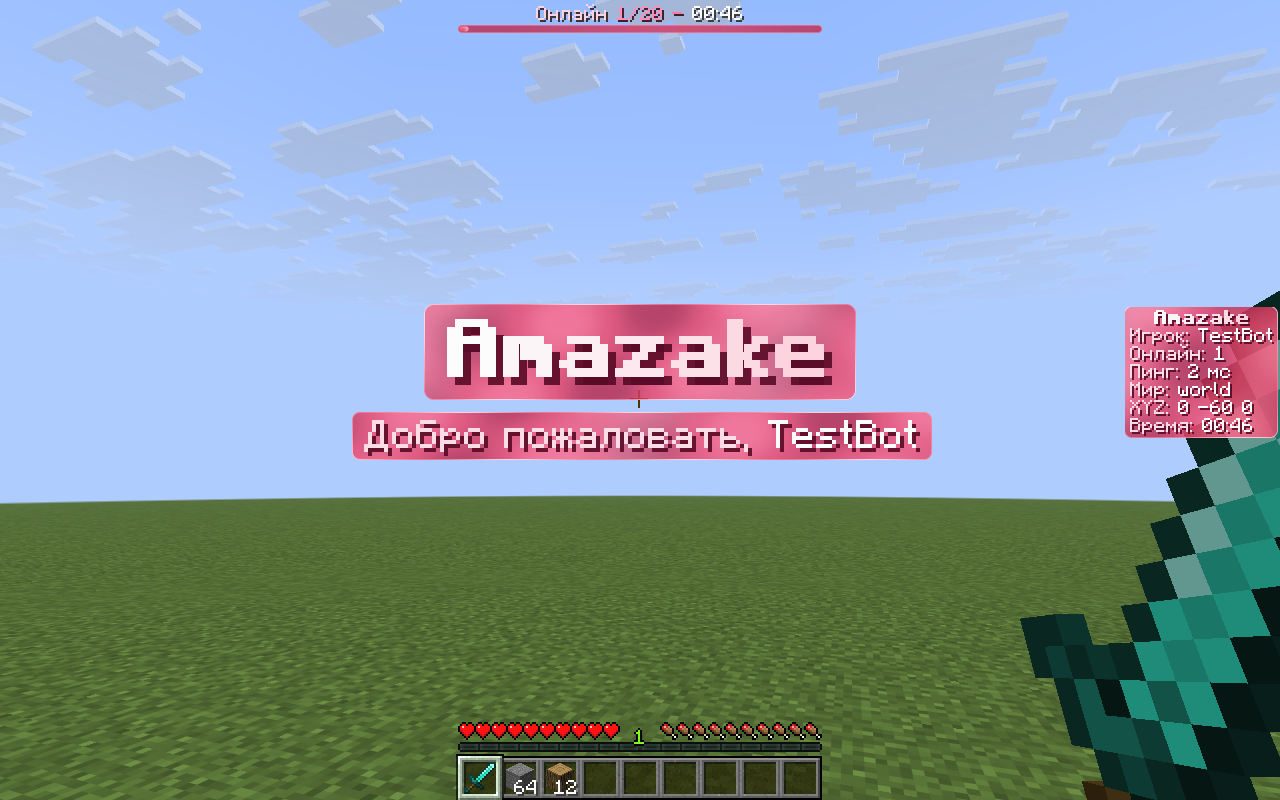 Онлайн 1/20 - 00:46
Amazake
Добро пожаловать, TestBot
Amazake
Игрок: TestBot
Онлайн: 1
Пинг: 2 мс
Мир: world
XYZ: 0 -60 0
Время: 00:46
1
64
12